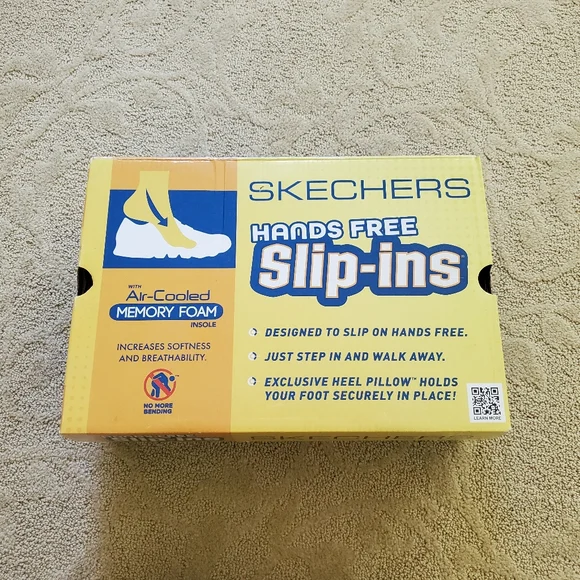 SKECHERS
HANDS FREE
Slip-ins
WITH
Air-Cooled
MEMORY FOAM
INSOLE
INCREASES SOFTNESS
AND BREATHABILITY.
NO MORE
BENDING
DESIGNED TO SLIP ON HANDS FREE.
JUST STEP IN AND WALK AWAY.
EXCLUSIVE HEEL PILLOW™ HOLDS
YOUR FOOT SECURELY IN PLACE!
LEARN MORE
SKECHERS